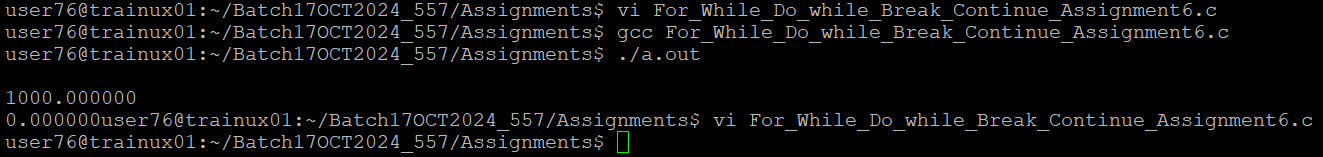 user76@trainux01:~/Batch17OCT2024_557/Assignments$ vi For_While_Do_while_Break_Continue_Assignment6.c
user76@trainux01:~/Batch17OCT2024_557/Assignments$ gcc For_While_Do_while_Break_Continue_Assignment6.c
user76@trainux01:~/Batch17OCT2024_557/Assignments$ ./a.out
1000.000000
0.000000user76@trainux01:~/Batch17OCT2024_557/Assignments$ vi For_While_Do_while_Break_Continue_Assignment6.c
user76@trainux01:~/Batch17OCT2024_557/Assignments$